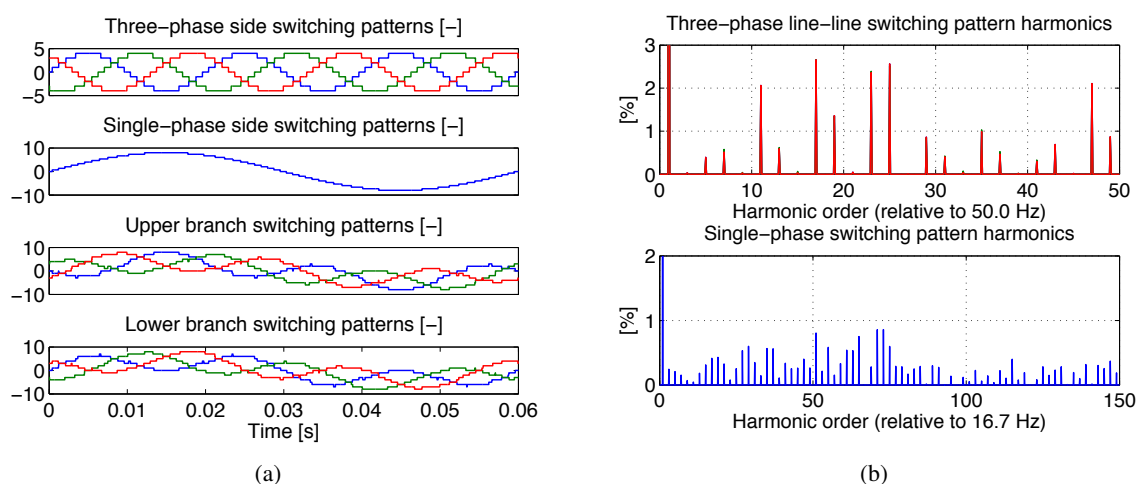 Three−phase side switching patterns [−]
5
0
−5
Single−phase side switching patterns [−]
10
0
−10
Upper branch switching patterns [−]
10
0
−10
Lower branch switching patterns [−]
10
0
−10
0 0.01 0.02 0.03 0.04 0.05 0.06
Time [s]
(a)
Three−phase line−line switching pattern harmonics
3
2
1
0
[%]
0 10 20 30 40 50
Harmonic order (relative to 50.0 Hz)
Single−phase switching pattern harmonics
2
1
0
[%]
0 50 100 150
Harmonic order (relative to 16.7 Hz)
(b)